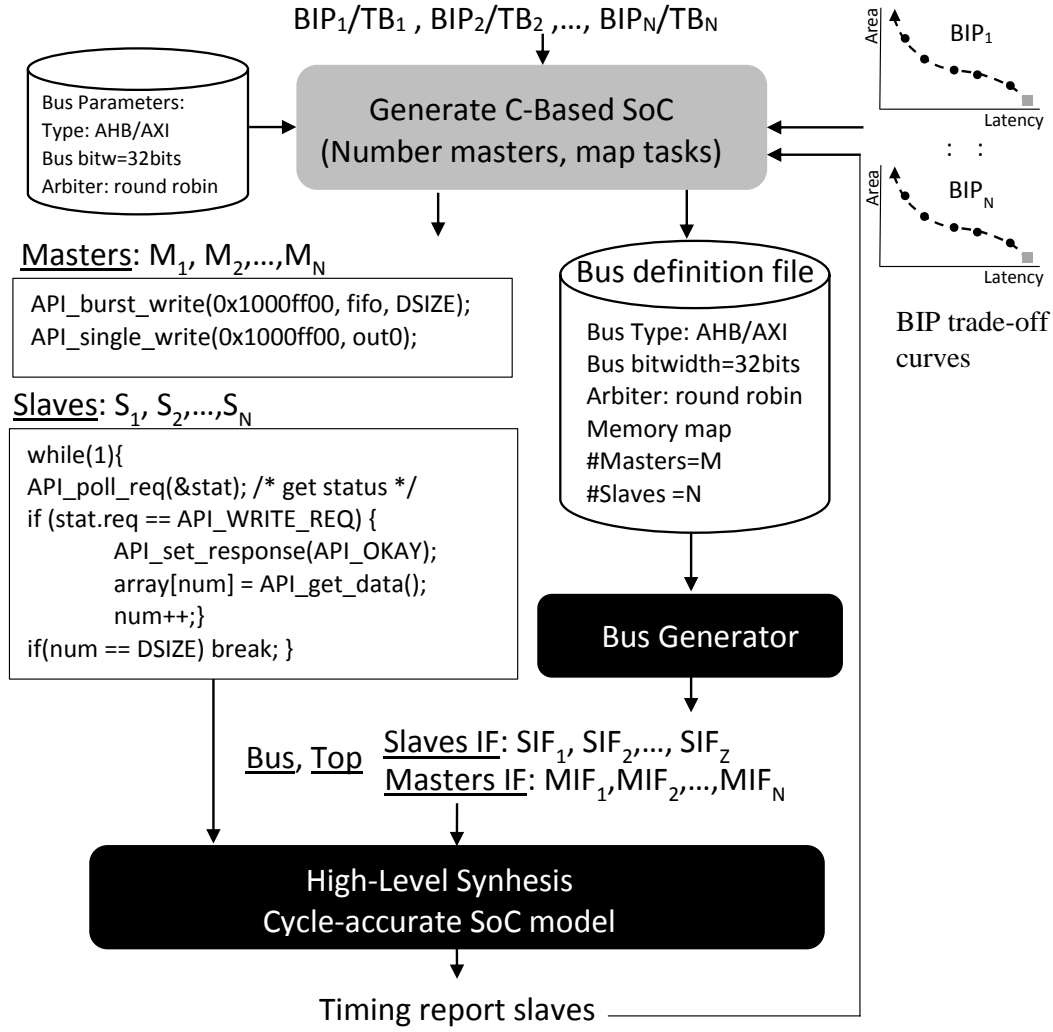 BIP1/TB1 , BIP2/TB2 ,..., BIPN/TBN
Bus Parameters:
Type: AHB/AXI
Bus bitw=32bits
Arbiter: round robin
Generate C-Based SoC
(Number masters, map tasks)
Area
BIP1
Latency
: :
Area
BIPN
Latency
BIP trade-off
curves
Masters: M1, M2,...,MN
API_burst_write(0x1000ff00, fifo, DSIZE);
API_single_write(0x1000ff00, out0);
Slaves: S1, S2,...,SN
while(1){
API_poll_req(&stat); /* get status */
if (stat.req == API_WRITE_REQ) {
API_set_response(API_OKAY);
array[num] = API_get_data();
num++;}
if(num == DSIZE) break; }
Bus definition file
Bus Type: AHB/AXI
Bus bitwidth=32bits
Arbiter: round robin
Memory map
#Masters=M
#Slaves =N
Bus Generator
Bus, Top
Slaves IF: SIF1, SIF2,..., SIFZ
Masters IF: MIF1,MIF2,...,MIFN
High-Level Synhesis
Cycle-accurate SoC model
Timing report slaves